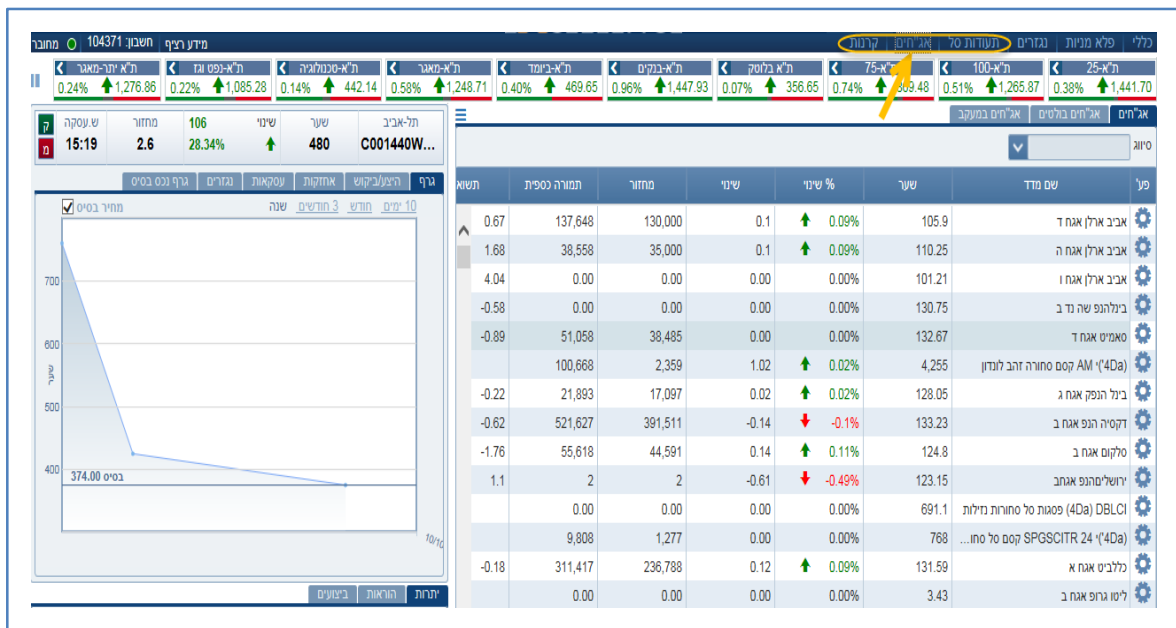 כללי | פלא מניות | נגזרים | תעודות סל | אג"חים | קרנות
מידע רציף | חשבון: 104371 מחובר
ת"א-25 ת"א-100 ת"א-75 ת"א בלוטק ת"א-בנקים ת"א-ביומד ת"א-מאגר ת"א-טכנולוגיה ת"א-נפט וגז ת"א יתר-מאגר
1,441.70 0.38% 1,265.87 0.51% 0.74% 356.65 0.07% 1,447.93 0.96% 469.65 0.40% 1,248.71 0.58% 442.14 0.14% 1,085.28 0.22% 1,276.86 0.24%
אג"חים אג"חים בולטים אג"חים במעקב
סיווג
פע' שם מדד שער % שינוי שינוי מחזור תמורה כספית תשוא
אביב ארלן אגח ד 105.9 0.09% 0.1 130,000 137,648 0.67
אביב ארלן אגח ה 110.25 0.09% 0.1 35,000 38,558 1.68
אביב ארלן אגח ו 101.21 0.00% 0.00 0.00 0.00 4.04
בינלהנפ שה נד ב 130.75 0.00% 0.00 0.00 0.00 -0.58
סאמיט אגח ד 132.67 0.00% 0.00 38,485 51,058 -0.89
(4Da)'י AM קסם סחורה זהב לונדון 4,255 0.02% 1.02 2,359 100,668
בינל הנפק אגח ג 128.05 0.02% 0.02 17,097 21,893 -0.22
דקסיה הנפ אגח ב 133.23 -0.1% -0.14 391,511 521,627 -0.62
סלקום אגח ב 124.8 0.11% 0.14 44,591 55,618 -1.76
ירושליםהנפ אגחב 123.15 -0.49% -0.61 2 2 1.1
DBLCI (4Da) פסגות סל סחורות נזילות 691.1 0.00% 0.00 0.00 0.00
(4Da)'י SPGSCITR 24 קסם סל סחו... 768 0.00% 0.00 1,277 9,808
כללביט אגח א 131.59 0.09% 0.12 236,788 311,417 -0.18
ליטו גרופ אגח ב 3.43 0.00% 0.00 0.00 0.00
תל-אביב שער שינוי 106 מחזור ש.עסקה ק
C001440W... 480 28.34% 2.6 15:19 מ
גרף היצע/ביקוש אחזקות עסקאות נגזרים גרף נכס בסיס
10 ימים חודש 3 חודשים שנה מחיר בסיס
700
600
שער
500
400
בסיס 374.00
10/10
יתרות הוראות ביצועים